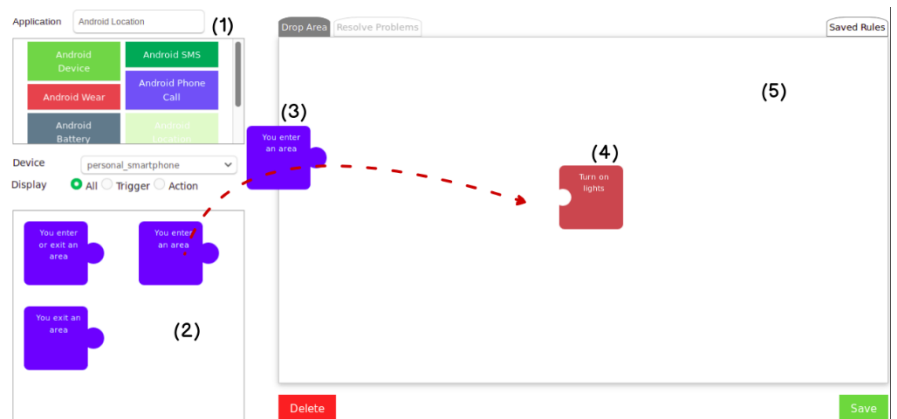 Application
Android Location
(1)
Drop Area
Resolve Problems
Saved Rules
Android
Device
Android SMS
Android Wear
Android Phone
Call
Android
Battery
Android
Location
(5)
(3)
You enter
an area
(4)
Turn on
lights
Device
personal_smartphone
Display
All
Trigger
Action
You enter
or exit an
area
You enter
an area
You exit an
area
(2)
Delete
Save